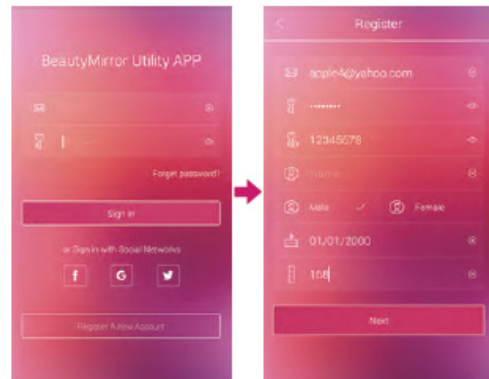 BeautyMirror Utility APP
Forget password?
Sign in
or Sign in with Social Networks
f G
Register A new Account
Register
apple4@yahoo.com
12345678
Name
Male Female
01/01/2000
168
Next